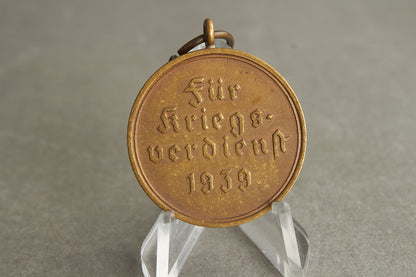 Für
Kriegs-
verdienst
1939